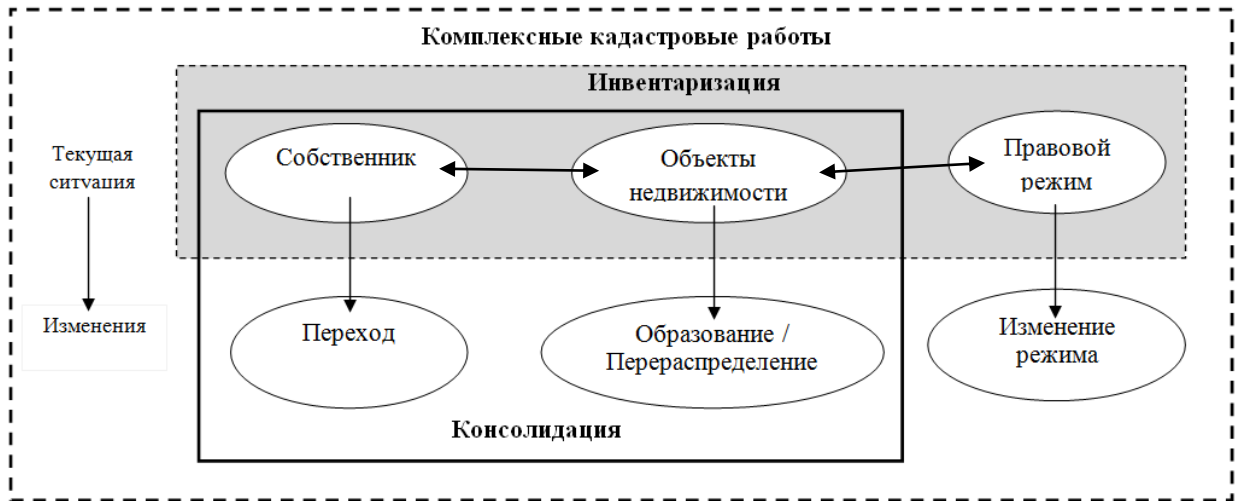 Комплексные кадастровые работы
Инвентаризация
Текущая
ситуация
Собственник
Объекты
недвижимости
Правовой
режим
Изменения
Переход
Образование /
Перераспределение
Изменение
режима
Консолидация